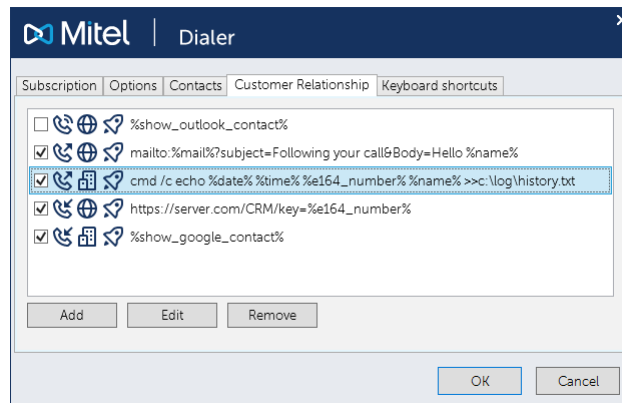 Mitel | Dialer
Subscription Options Contacts Customer Relationship Keyboard shortcuts
%show_outlook_contact%
mailto:%mail%?subject=Following your call&Body=Hello %name%
cmd /c echo %date% %time% %e164_number% %name% >>c:\log\history.txt
https://server.com/CRM/key=%e164_number%
%show_google_contact%
Add Edit Remove
OK Cancel